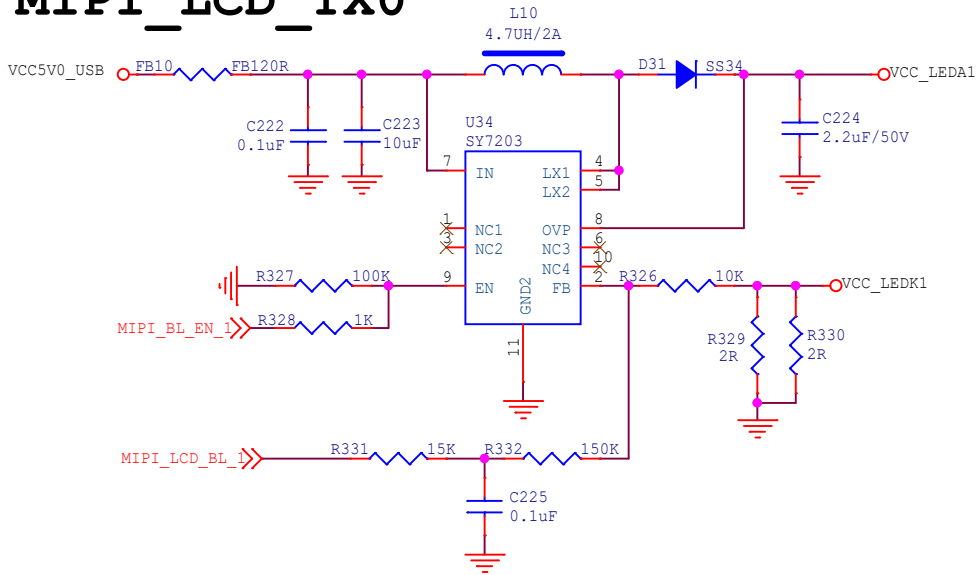 MIPI_LCD_TX0
L10
4.7UH/2A
VCC5V0_USB
FB10
FB120R
D31
SS34
VCC_LEDA1
C222
0.1uF
C223
10uF
U34
SY7203
C224
2.2uF/50V
7
IN
LX1
4
LX2
5
1
NC1
OVP
8
3
NC2
NC3
6
NC4
10
R327
100K
9
EN
FB
2
R326
10K
VCC_LEDK1
GND2
11
MIPI_BL_EN_1
R328
1K
R329
2R
R330
2R
MIPI_LCD_BL_1
R331
15K
R332
150K
C225
0.1uF